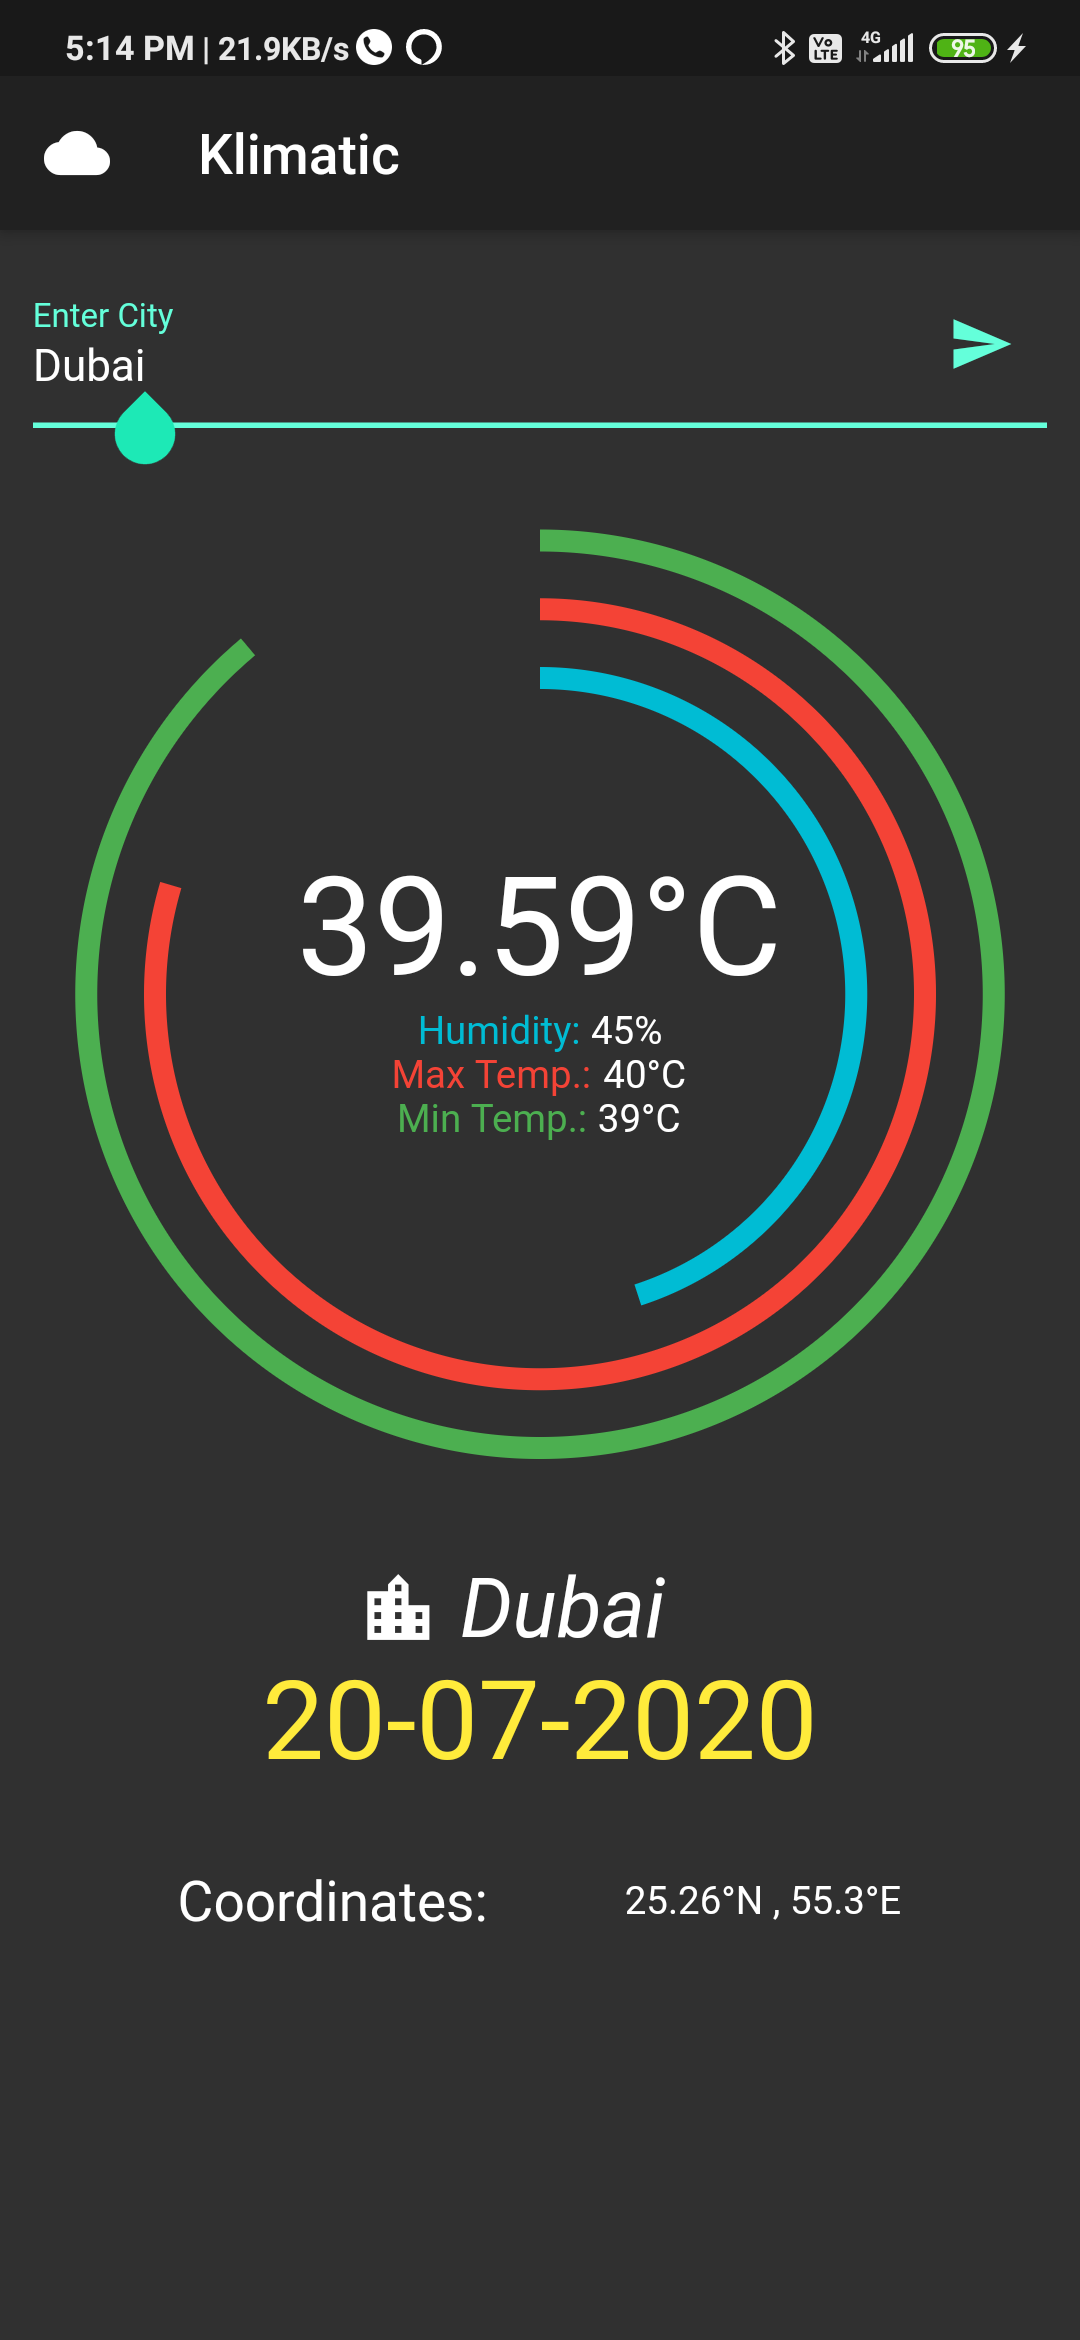 5:14 PM | 21.9KB/s
Vo LTE 4G 95
Klimatic
Enter City
Dubai
39.59°C
Humidity: 45%
Max Temp.: 40°C
Min Temp.: 39°C
Dubai
20-07-2020
Coordinates: 25.26°N , 55.3°E